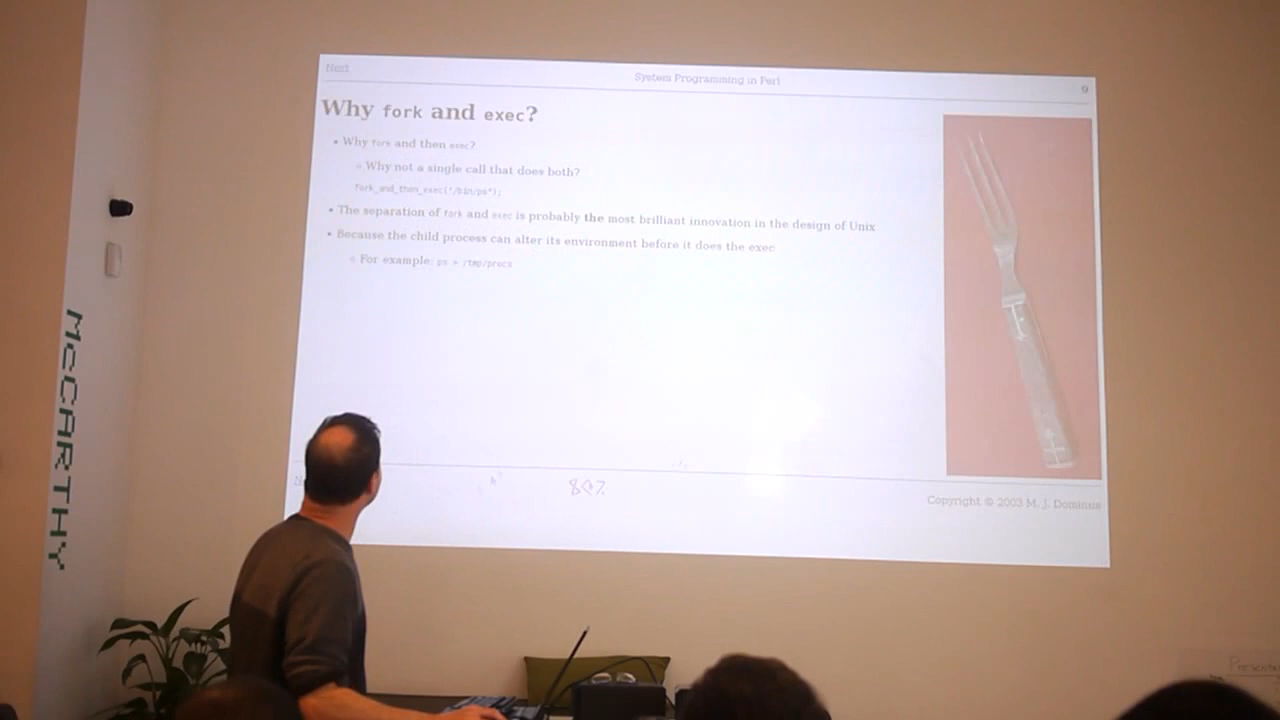 Next
System Programming in Perl
9
Why fork and exec?
• Why fork and then exec?
○ Why not a single call that does both?
fork_and_then_exec("/bin/ps");
• The separation of fork and exec is probably the most brilliant innovation in the design of Unix
• Because the child process can alter its environment before it does the exec
○ For example: ps > /tmp/procs
80%
Copyright © 2003 M. J. Dominus
MCCARTHY